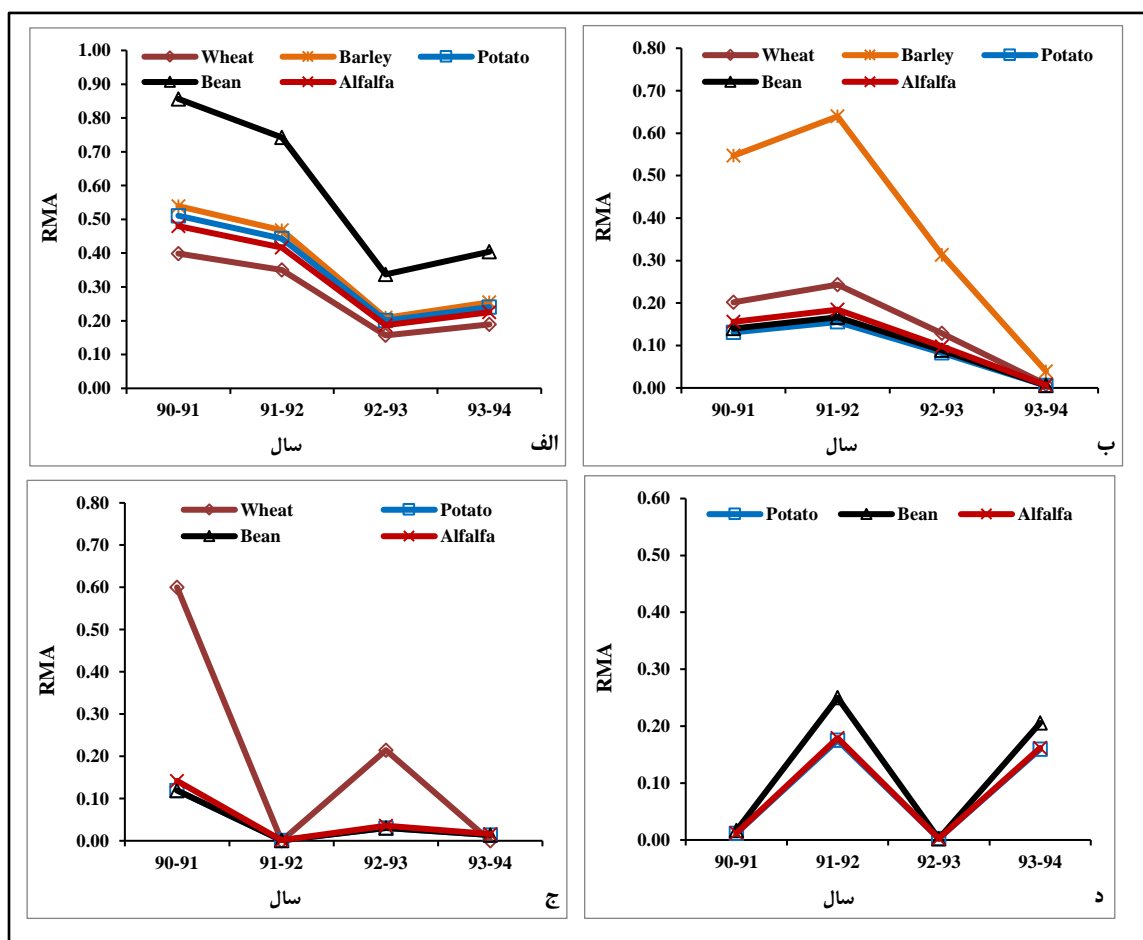 Wheat Barley Potato
Bean Alfalfa
RMA
1.00
0.90
0.80
0.70
0.60
0.50
0.40
0.30
0.20
0.10
0.00
90-91 91-92 92-93 93-94
سال
الف
Wheat Barley Potato
Bean Alfalfa
RMA
0.80
0.70
0.60
0.50
0.40
0.30
0.20
0.10
0.00
90-91 91-92 92-93 93-94
سال
ب
Wheat Potato
Bean Alfalfa
RMA
0.80
0.70
0.60
0.50
0.40
0.30
0.20
0.10
0.00
90-91 91-92 92-93 93-94
سال
ج
Potato Bean Alfalfa
RMA
0.60
0.50
0.40
0.30
0.20
0.10
0.00
90-91 91-92 92-93 93-94
سال
د